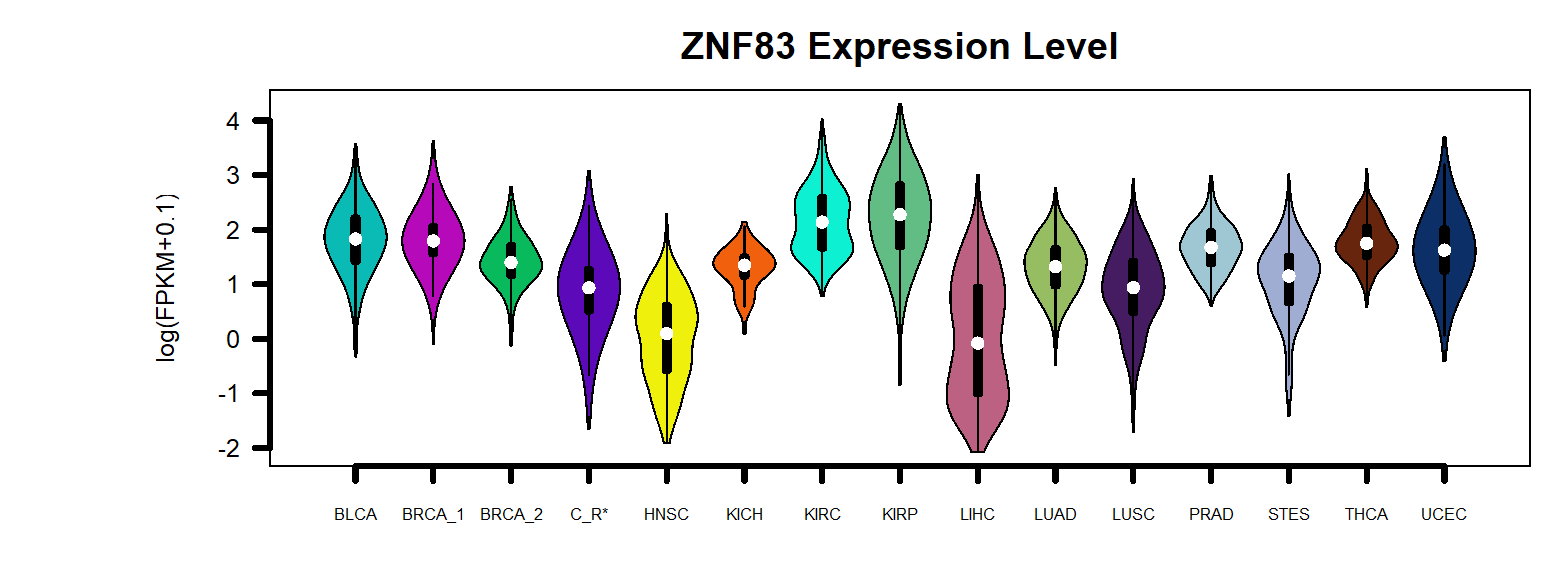 ZNF83 Expression Level
log(FPKM+0.1)
4
3
2
1
0
-1
-2
BLCA BRCA_1 BRCA_2 C_R* HNSC KICH KIRC KIRP LIHC LUAD LUSC PRAD STES THCA UCEC